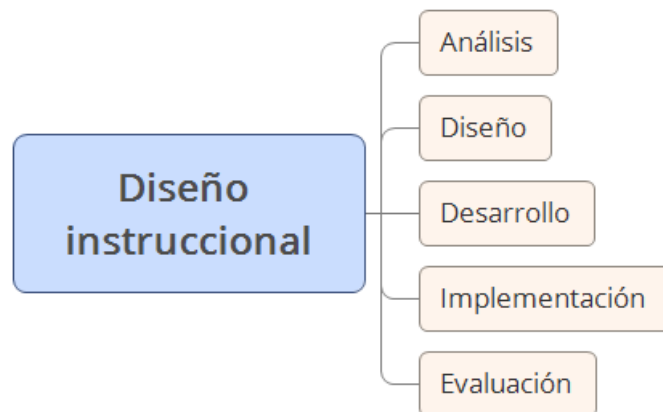 Diseño
instruccional
Análisis
Diseño
Desarrollo
Implementación
Evaluación